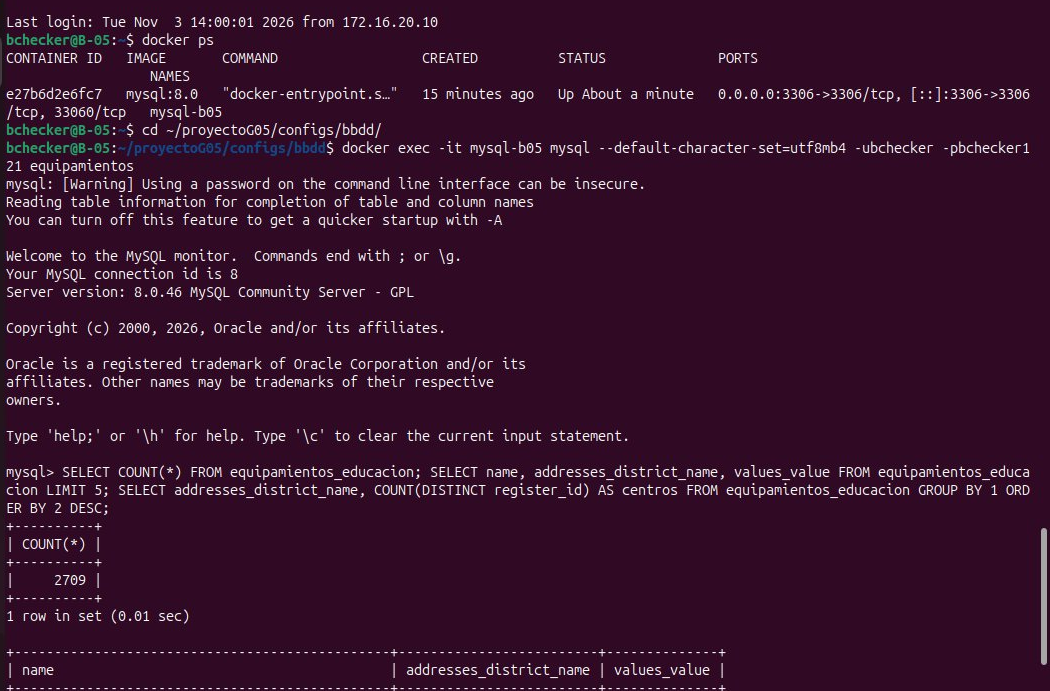 Last login: Tue Nov  3 14:00:01 2026 from 172.16.20.10
bchecker@B-05:~$ docker ps
CONTAINER ID   IMAGE       COMMAND                  CREATED          STATUS              PORTS
                  NAMES
e27b6d2e6fc7   mysql:8.0   "docker-entrypoint.s…"   15 minutes ago   Up About a minute   0.0.0.0:3306->3306/tcp, [::]:3306->3306
/tcp, 33060/tcp   mysql-b05
bchecker@B-05:~$ cd ~/proyectoG05/configs/bbdd/
bchecker@B-05:~/proyectoG05/configs/bbdd$ docker exec -it mysql-b05 mysql --default-character-set=utf8mb4 -ubchecker -pbchecker1
21 equipamientos
mysql: [Warning] Using a password on the command line interface can be insecure.
Reading table information for completion of table and column names
You can turn off this feature to get a quicker startup with -A

Welcome to the MySQL monitor.  Commands end with ; or \g.
Your MySQL connection id is 8
Server version: 8.0.46 MySQL Community Server - GPL

Copyright (c) 2000, 2026, Oracle and/or its affiliates.

Oracle is a registered trademark of Oracle Corporation and/or its
affiliates. Other names may be trademarks of their respective
owners.

Type 'help;' or '\h' for help. Type '\c' to clear the current input statement.

mysql> SELECT COUNT(*) FROM equipamientos_educacion; SELECT name, addresses_district_name, values_value FROM equipamientos_educa
cion LIMIT 5; SELECT addresses_district_name, COUNT(DISTINCT register_id) AS centros FROM equipamientos_educacion GROUP BY 1 ORD
ER BY 2 DESC;
+----------+
| COUNT(*) |
+----------+
|     2709 |
+----------+
1 row in set (0.01 sec)

+-----------------------------------------------+-------------------------+--------------+
| name                                          | addresses_district_name | values_value |
+-----------------------------------------------+-------------------------+--------------+